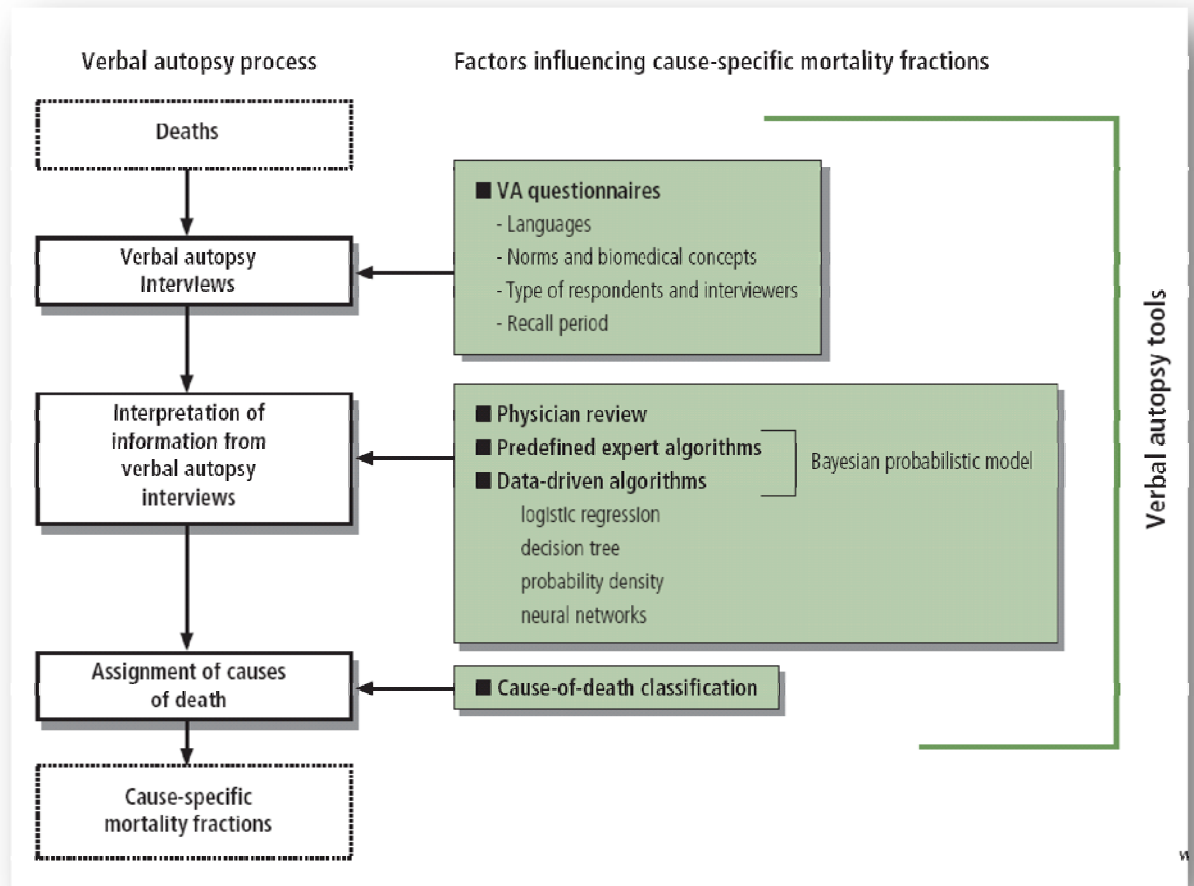 Verbal autopsy process
Factors influencing cause-specific mortality fractions
Deaths
■ VA questionnaires
- Languages
- Norms and biomedical concepts
- Type of respondents and interviewers
- Recall period
Verbal autopsy
Interviews
■ Physician review
■ Predefined expert algorithms
■ Data-driven algorithms
Bayesian probabilistic model
logistic regression
decision tree
probability density
neural networks
Interpretation of
information from
verbal autopsy
interviews
Assignment of causes
of death
■ Cause-of-death classification
Cause-specific
mortality fractions
Verbal autopsy tools